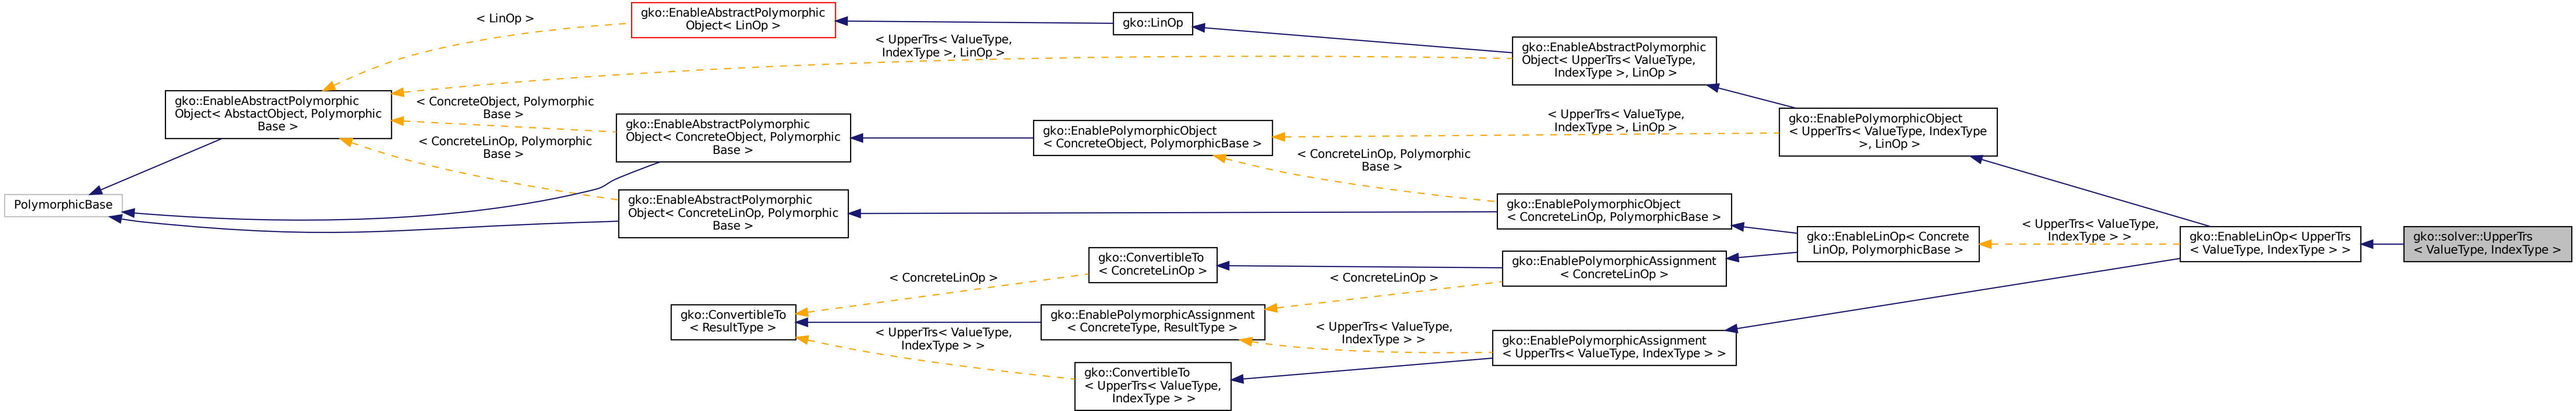 < LinOp >
gko::EnableAbstractPolymorphic
Object< LinOp >
gko::LinOp
< UpperTrs< ValueType,
IndexType >, LinOp >
gko::EnableAbstractPolymorphic
Object< UpperTrs< ValueType,
IndexType >, LinOp >
gko::EnableAbstractPolymorphic
Object< AbstactObject, Polymorphic
Base >
< ConcreteObject, Polymorphic
Base >
gko::EnableAbstractPolymorphic
Object< ConcreteObject, Polymorphic
Base >
gko::EnablePolymorphicObject
< ConcreteObject, PolymorphicBase >
< UpperTrs< ValueType,
IndexType >, LinOp >
gko::EnablePolymorphicObject
< UpperTrs< ValueType, IndexType
>, LinOp >
< ConcreteLinOp, Polymorphic
Base >
< ConcreteLinOp, Polymorphic
Base >
PolymorphicBase
gko::EnableAbstractPolymorphic
Object< ConcreteLinOp, Polymorphic
Base >
gko::EnablePolymorphicObject
< ConcreteLinOp, PolymorphicBase >
gko::EnableLinOp< Concrete
LinOp, PolymorphicBase >
< UpperTrs< ValueType,
IndexType > >
gko::EnableLinOp< UpperTrs
< ValueType, IndexType > >
gko::solver::UpperTrs
< ValueType, IndexType >
gko::ConvertibleTo
< ConcreteLinOp >
gko::EnablePolymorphicAssignment
< ConcreteLinOp >
< ConcreteLinOp >
< ConcreteLinOp >
gko::ConvertibleTo
< ResultType >
gko::EnablePolymorphicAssignment
< ConcreteType, ResultType >
< UpperTrs< ValueType,
IndexType > >
< UpperTrs< ValueType,
IndexType > >
gko::EnablePolymorphicAssignment
< UpperTrs< ValueType, IndexType > >
gko::ConvertibleTo
< UpperTrs< ValueType,
IndexType > >